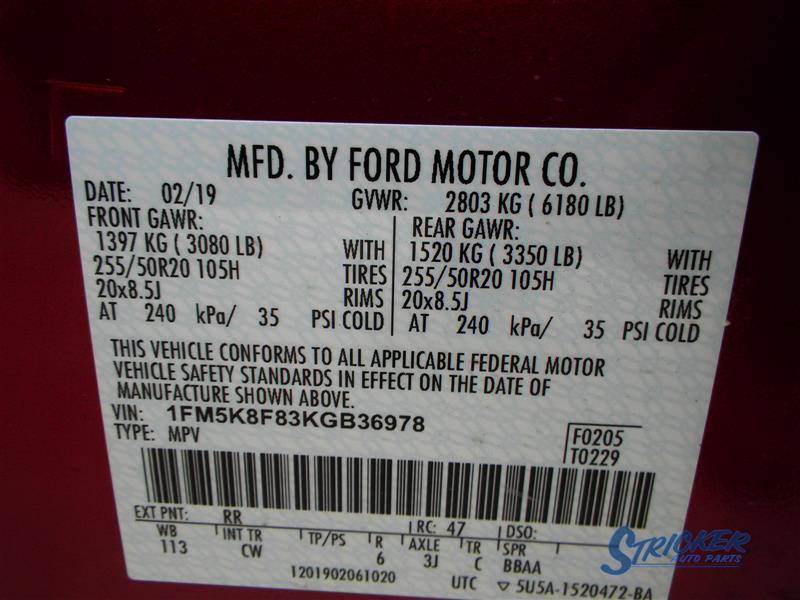 MFD. BY FORD MOTOR CO.
DATE: 02/19 GVWR: 2803 KG ( 6180 LB)
FRONT GAWR: REAR GAWR:
1397 KG ( 3080 LB) WITH 1520 KG ( 3350 LB) WITH
255/50R20 105H TIRES 255/50R20 105H TIRES
20x8.5J RIMS 20x8.5J RIMS
AT 240 kPa/ 35 PSI COLD AT 240 kPa/ 35 PSI COLD
THIS VEHICLE CONFORMS TO ALL APPLICABLE FEDERAL MOTOR
VEHICLE SAFETY STANDARDS IN EFFECT ON THE DATE OF
MANUFACTURE SHOWN ABOVE.
VIN: 1FM5K8F83KGB36978
TYPE: MPV
F0205
T0229
EXT PNT: RR RC: 47 DSO:
WB INT TR TP/PS R AXLE TR SPR
113 CW 6 3J C BBAA
1201902061020 UTC ▽ 5U5A-1520472-BA
STRICKER
AUTO PARTS